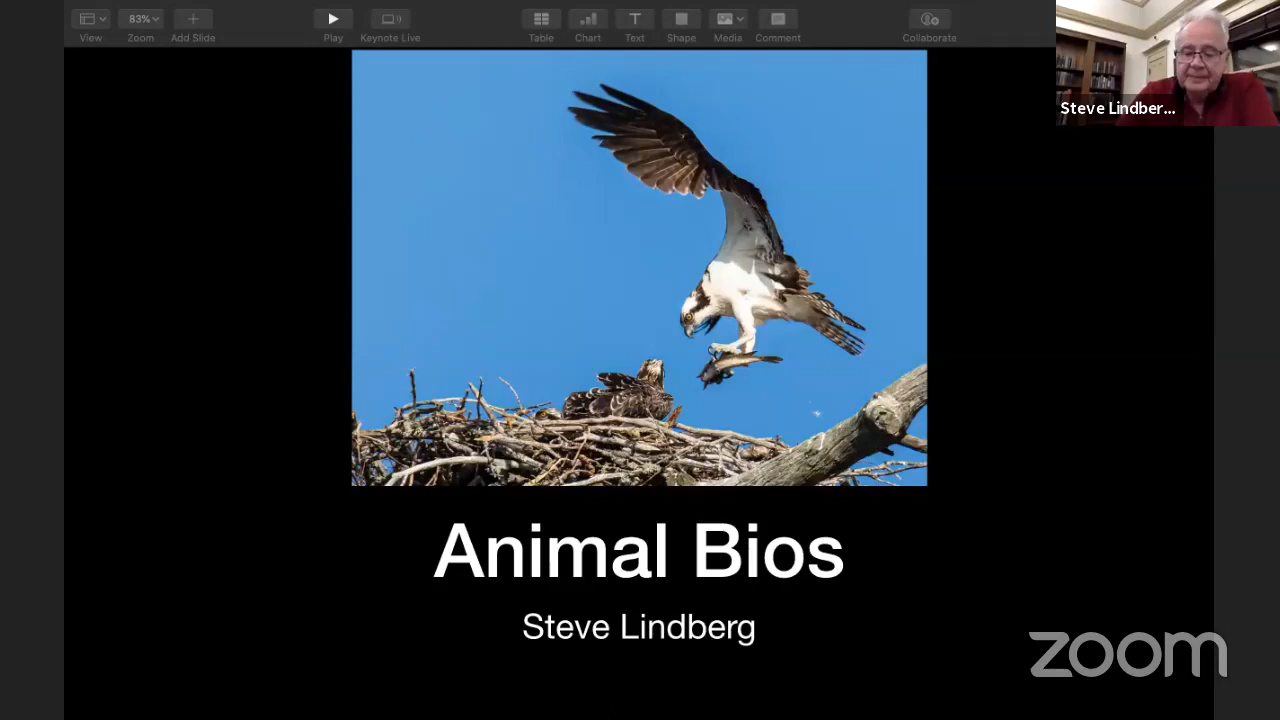 83%
View
Zoom
Add Slide
Play
Keynote Live
Table
Chart
Text
Shape
Media
Comment
Collaborate
Steve Lindber...
Animal Bios
Steve Lindberg
zoom